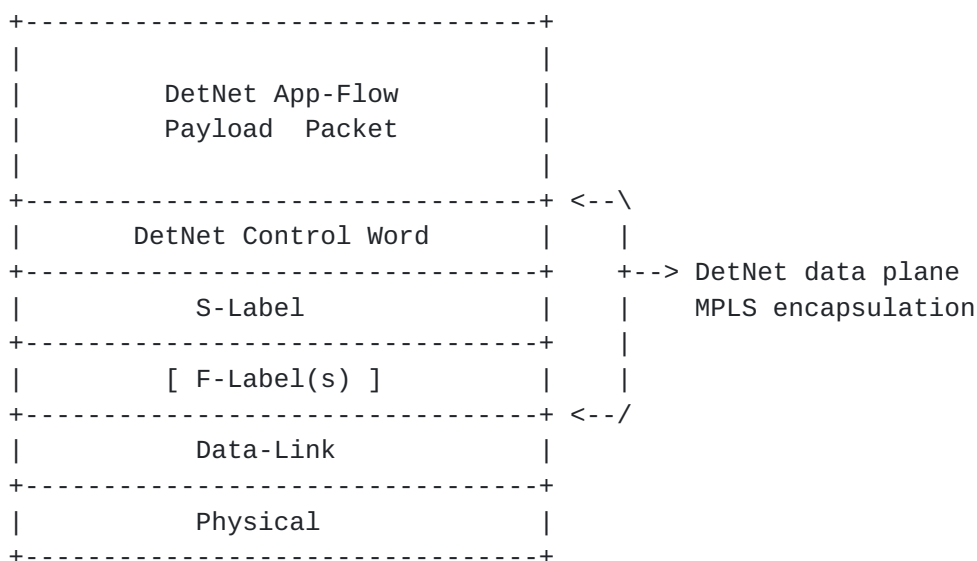 +---------------------------------+
|                                 |
|         DetNet App-Flow         |
|         Payload  Packet         |
|                                 |
+---------------------------------+ <--\
|       DetNet Control Word       |    |
+---------------------------------+    +--> DetNet data plane
|           S-Label               |    |    MPLS encapsulation
+---------------------------------+    |
|         [ F-Label(s) ]          |    |
+---------------------------------+ <--/
|           Data-Link             |
+---------------------------------+
|           Physical              |
+---------------------------------+